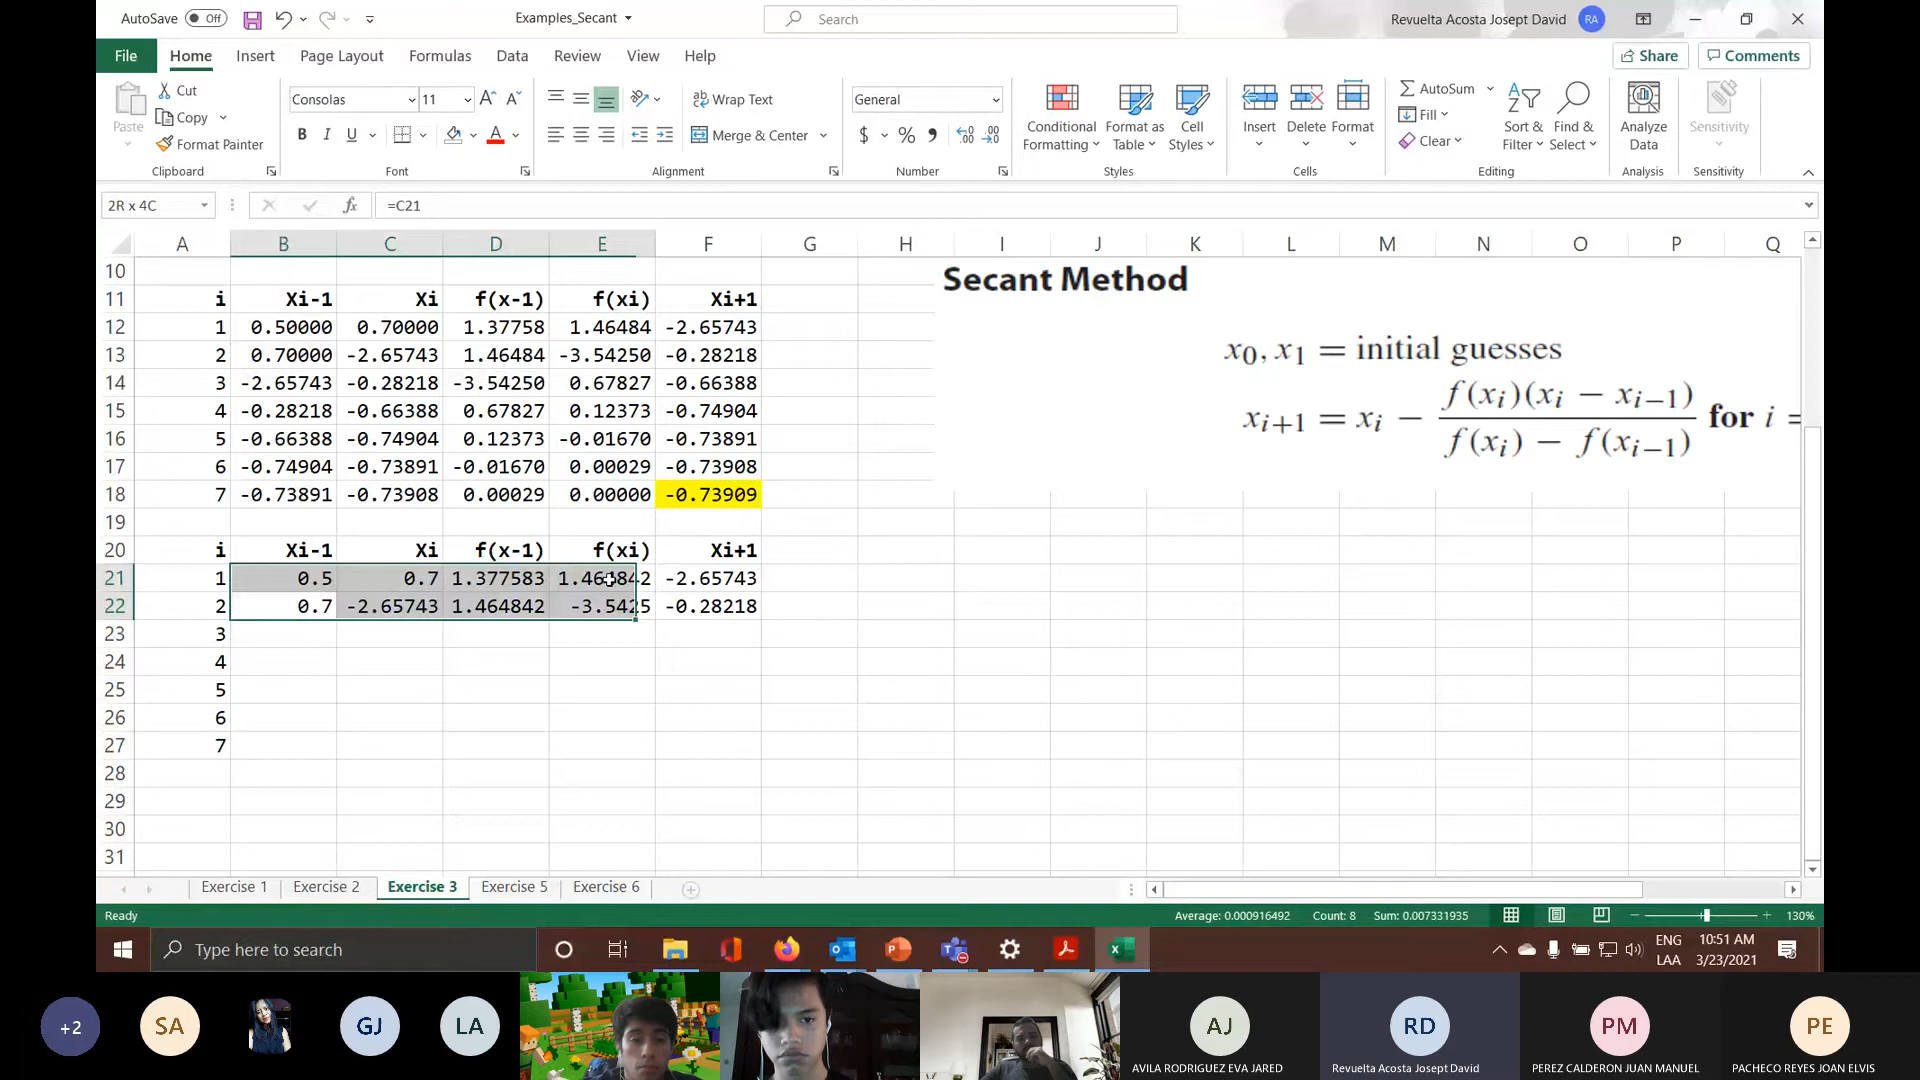 AutoSave Off
Examples_Secant
Search
Revuelta Acosta Josept David
RA
File Home Insert Page Layout Formulas Data Review View Help
Share
Comments
Paste
Cut
Copy
Format Painter
Clipboard
Consolas 11
B I U
Font
Wrap Text
Merge & Center
Alignment
General
$ % ,
Number
Conditional Formatting
Format as Table
Cell Styles
Styles
Insert Delete Format
Cells
AutoSum
Fill
Clear
Sort & Filter
Find & Select
Editing
Analyze Data
Analysis
Sensitivity
Sensitivity
2R x 4C
fx
=C21
A B C D E F G H I J K L M N O P Q
10
11 i Xi-1 Xi f(x-1) f(xi) Xi+1
12 1 0.50000 0.70000 1.37758 1.46484 -2.65743
13 2 0.70000 -2.65743 1.46484 -3.54250 -0.28218
14 3 -2.65743 -0.28218 -3.54250 0.67827 -0.66388
15 4 -0.28218 -0.66388 0.67827 0.12373 -0.74904
16 5 -0.66388 -0.74904 0.12373 -0.01670 -0.73891
17 6 -0.74904 -0.73891 -0.01670 0.00029 -0.73908
18 7 -0.73891 -0.73908 0.00029 0.00000 -0.73909
19
20 i Xi-1 Xi f(x-1) f(xi) Xi+1
21 1 0.5 0.7 1.377583 1.464842 -2.65743
22 2 0.7 -2.65743 1.464842 -3.5425 -0.28218
23 3
24 4
25 5
26 6
27 7
28
29
30
31
Secant Method
x0, x1 = initial guesses
xi+1 = xi − f(xi)(xi − xi−1) / f(xi) − f(xi−1) for i =
Exercise 1 Exercise 2 Exercise 3 Exercise 5 Exercise 6
Ready
Average: 0.000916492 Count: 8 Sum: 0.007331935
130%
Type here to search
ENG
LAA
10:51 AM
3/23/2021
+2
SA
GJ
LA
AJ
AVILA RODRIGUEZ EVA JARED
RD
Revuelta Acosta Josept David
PM
PEREZ CALDERON JUAN MANUEL
PE
PACHECO REYES JOAN ELVIS